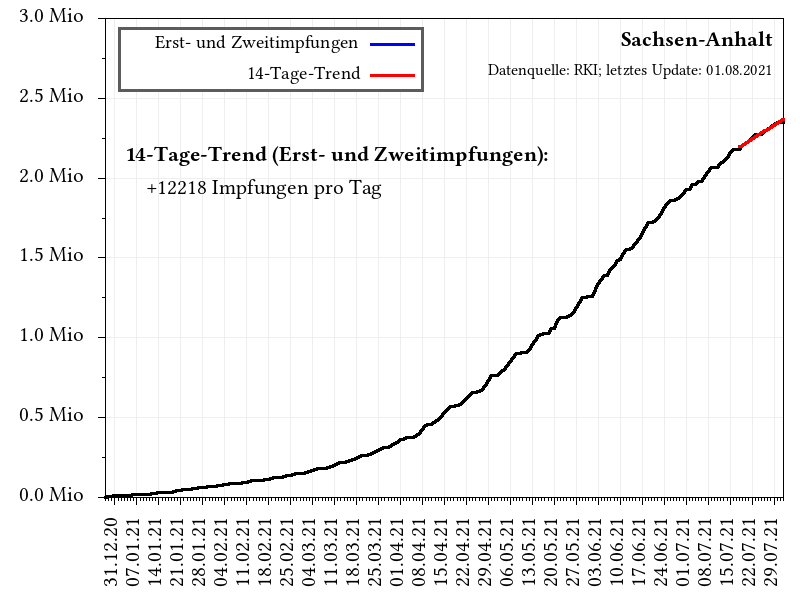 3.0 Mio
2.5 Mio
2.0 Mio
1.5 Mio
1.0 Mio
0.5 Mio
0.0 Mio
Erst- und Zweitimpfungen
14-Tage-Trend
Sachsen-Anhalt
Datenquelle: RKI; letztes Update: 01.08.2021
14-Tage-Trend (Erst- und Zweitimpfungen):
+12218 Impfungen pro Tag
31.12.20
07.01.21
14.01.21
21.01.21
28.01.21
04.02.21
11.02.21
18.02.21
25.02.21
04.03.21
11.03.21
18.03.21
25.03.21
01.04.21
08.04.21
15.04.21
22.04.21
29.04.21
06.05.21
13.05.21
20.05.21
27.05.21
03.06.21
10.06.21
17.06.21
24.06.21
01.07.21
08.07.21
15.07.21
22.07.21
29.07.21